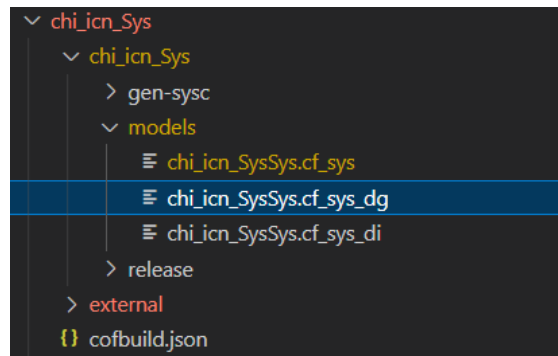 chi_icn_Sys
chi_icn_Sys
gen-sysc
models
chi_icn_SysSys.cf_sys
chi_icn_SysSys.cf_sys_dg
chi_icn_SysSys.cf_sys_di
release
external
{} cofbuild.json